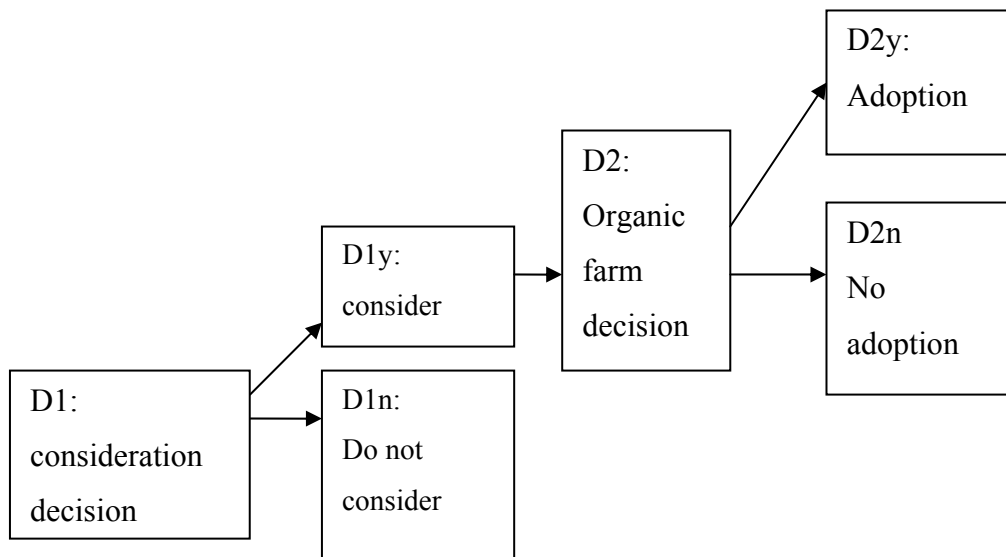 D1:
consideration
decision
D1y:
consider
D1n:
Do not
consider
D2:
Organic
farm
decision
D2y:
Adoption
D2n
No
adoption